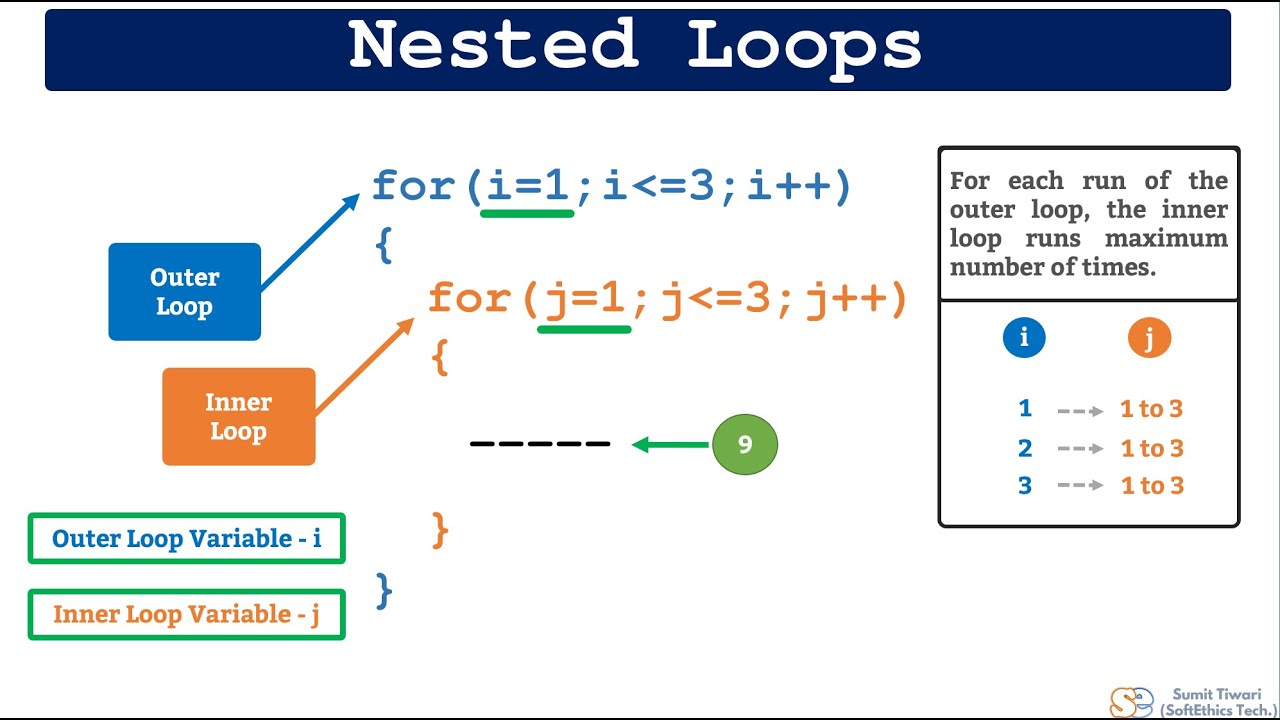 Nested Loops
for(i=1;i<=3;i++)
{
Outer
Loop
for(j=1;j<=3;j++)
{
Inner
Loop
-----
9
}
}
Outer Loop Variable - i
Inner Loop Variable - j
For each run of the
outer loop, the inner
loop runs maximum
number of times.
i j
1 1 to 3
2 1 to 3
3 1 to 3
Se
Sumit Tiwari
(SoftEthics Tech.)